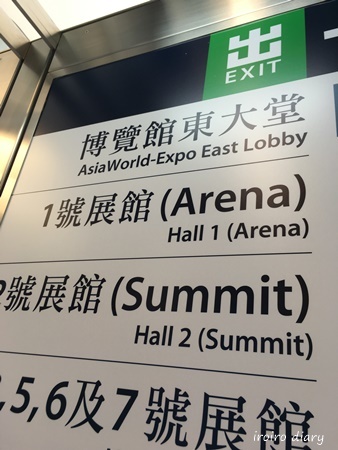 出
EXIT
博覽館東大堂
AsiaWorld-Expo East Lobby
1號展館 (Arena)
Hall 1 (Arena)
2號展館 (Summit)
Hall 2 (Summit)
,5,6及7號展館
iroiro diary